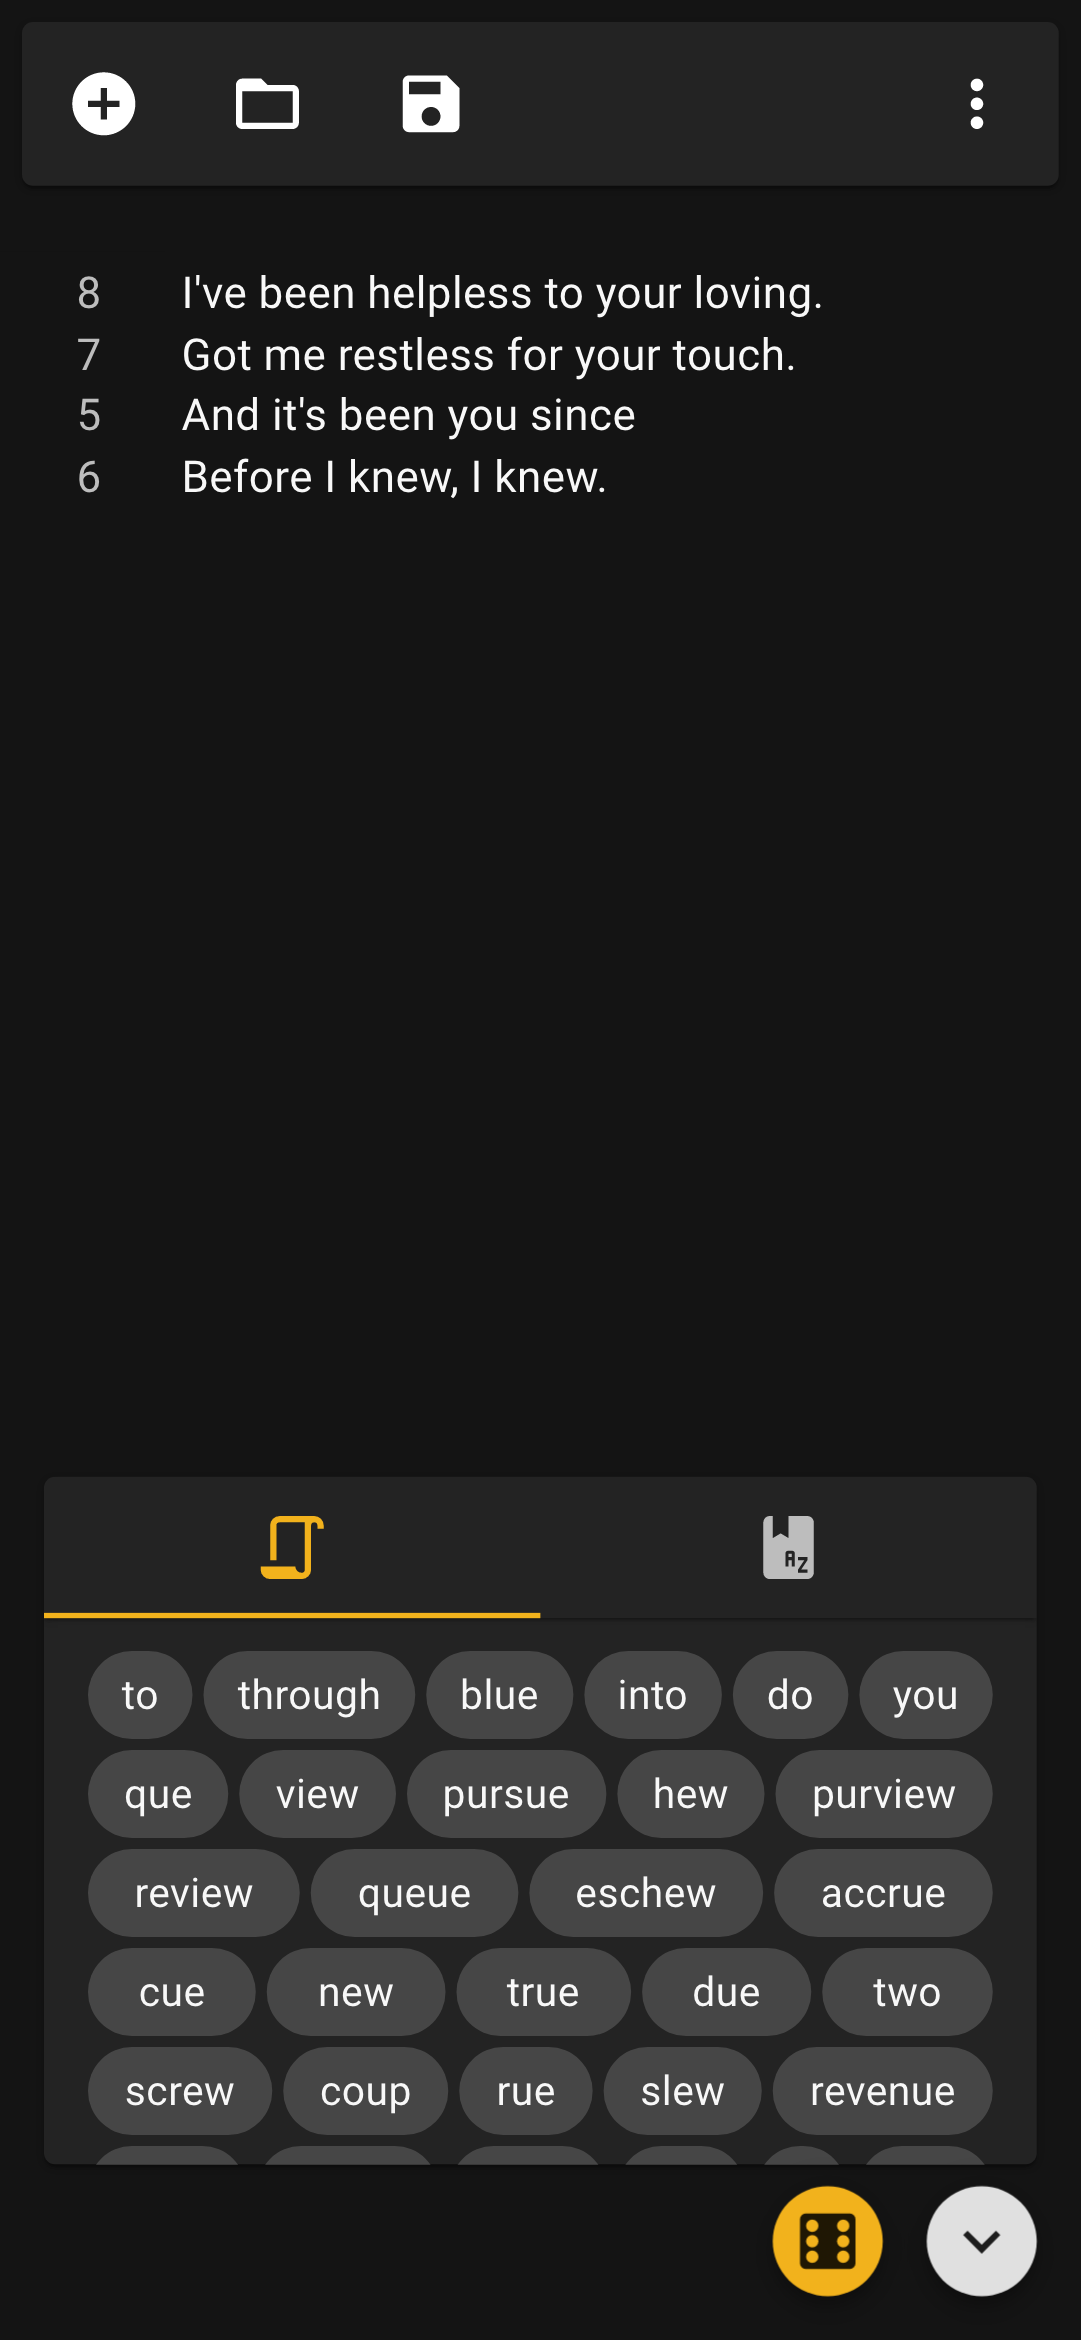 8 I've been helpless to your loving.
7 Got me restless for your touch.
5 And it's been you since
6 Before I knew, I knew.
AZ
to through blue into do you
que view pursue hew purview
review queue eschew accrue
cue new true due two
screw coup rue slew revenue